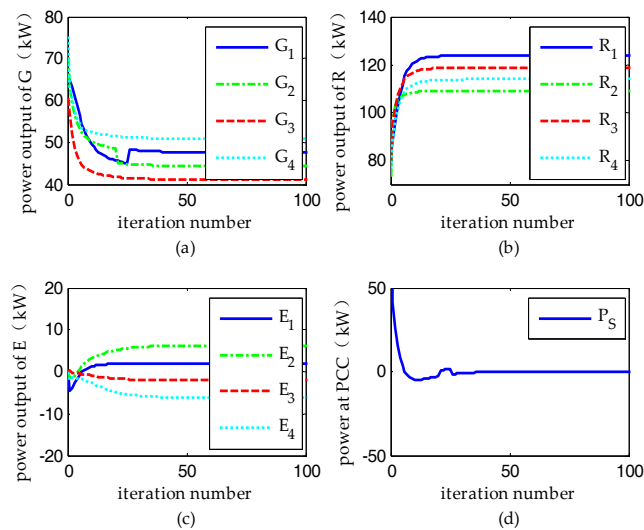 power output of G （kW）
80
70
60
50
40
0
50
100
G1
G2
G3
G4
iteration number
(a)
power output of R （kW）
140
120
100
80
0
50
100
R1
R2
R3
R4
iteration number
(b)
power output of E （kW）
20
10
0
-10
-20
0
50
100
E1
E2
E3
E4
iteration number
(c)
power at PCC （kW）
50
0
-50
0
50
100
PS
iteration number
(d)